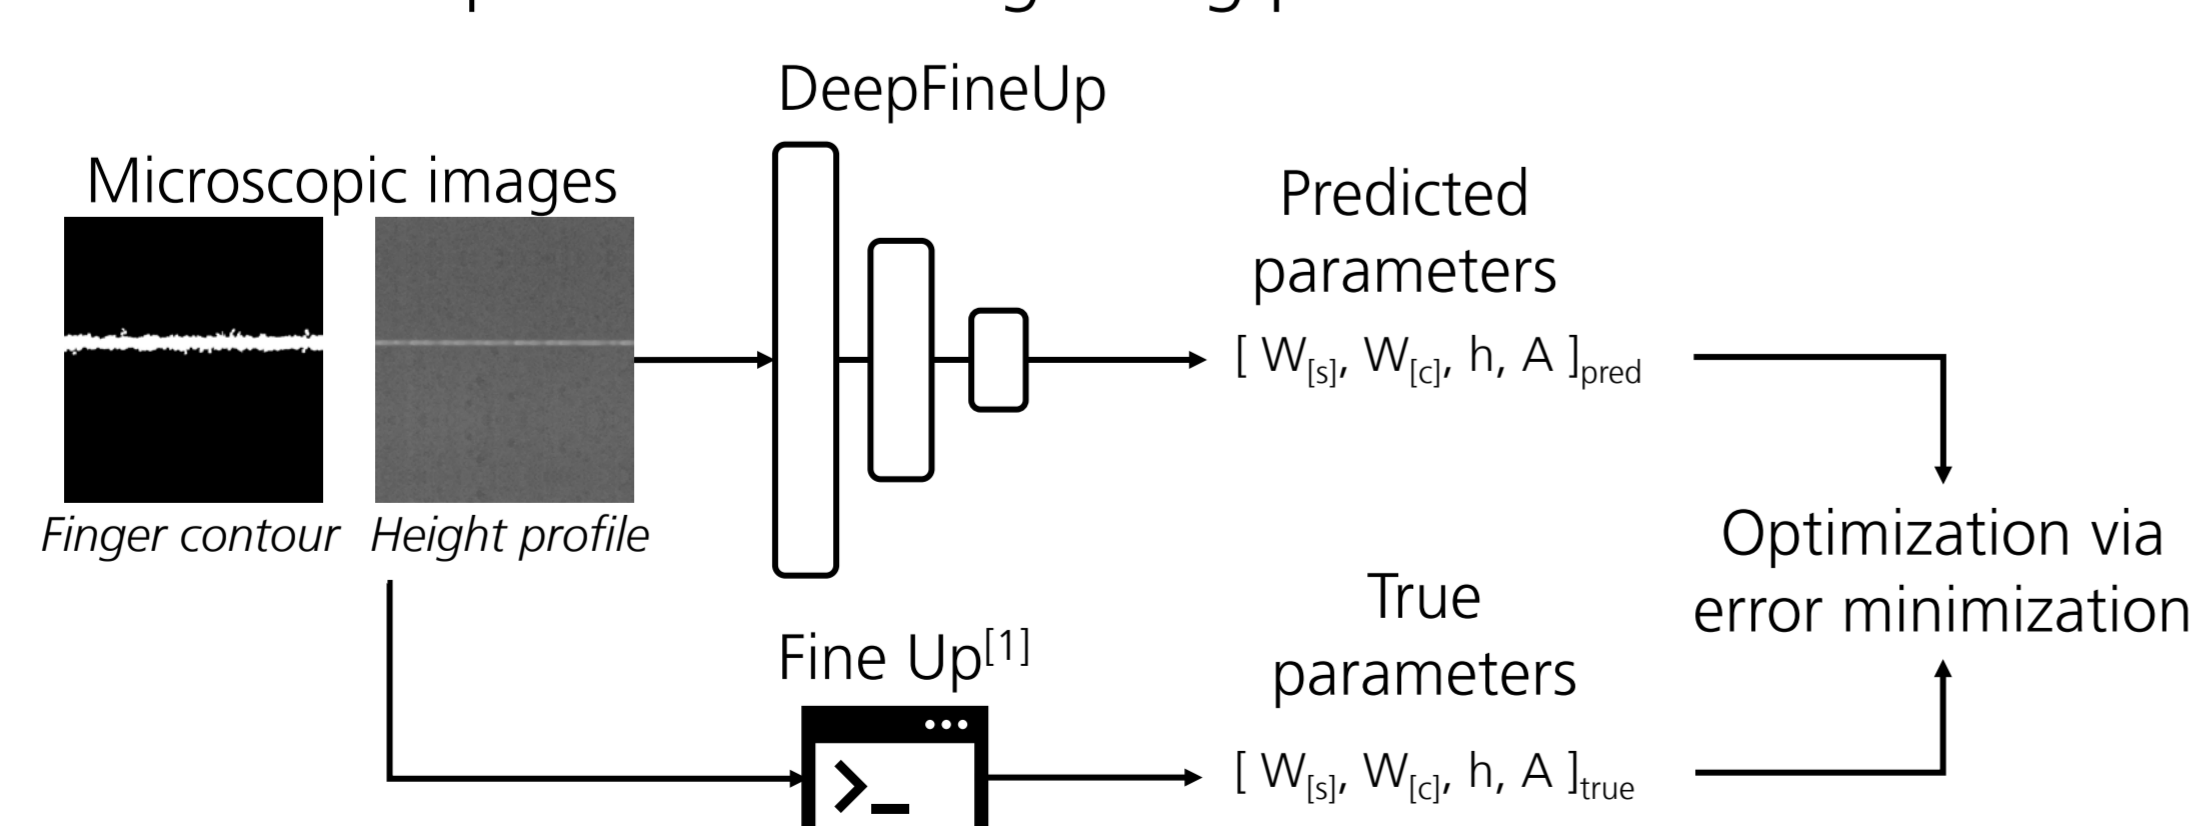 DeepFineUp
Microscopic images
Finger contour
Height profile
Predicted
parameters
[ W[s], W[c], h, A ]pred
Fine Up[1]
>_
True
parameters
[ W[s], W[c], h, A ]true
Optimization via
error minimization